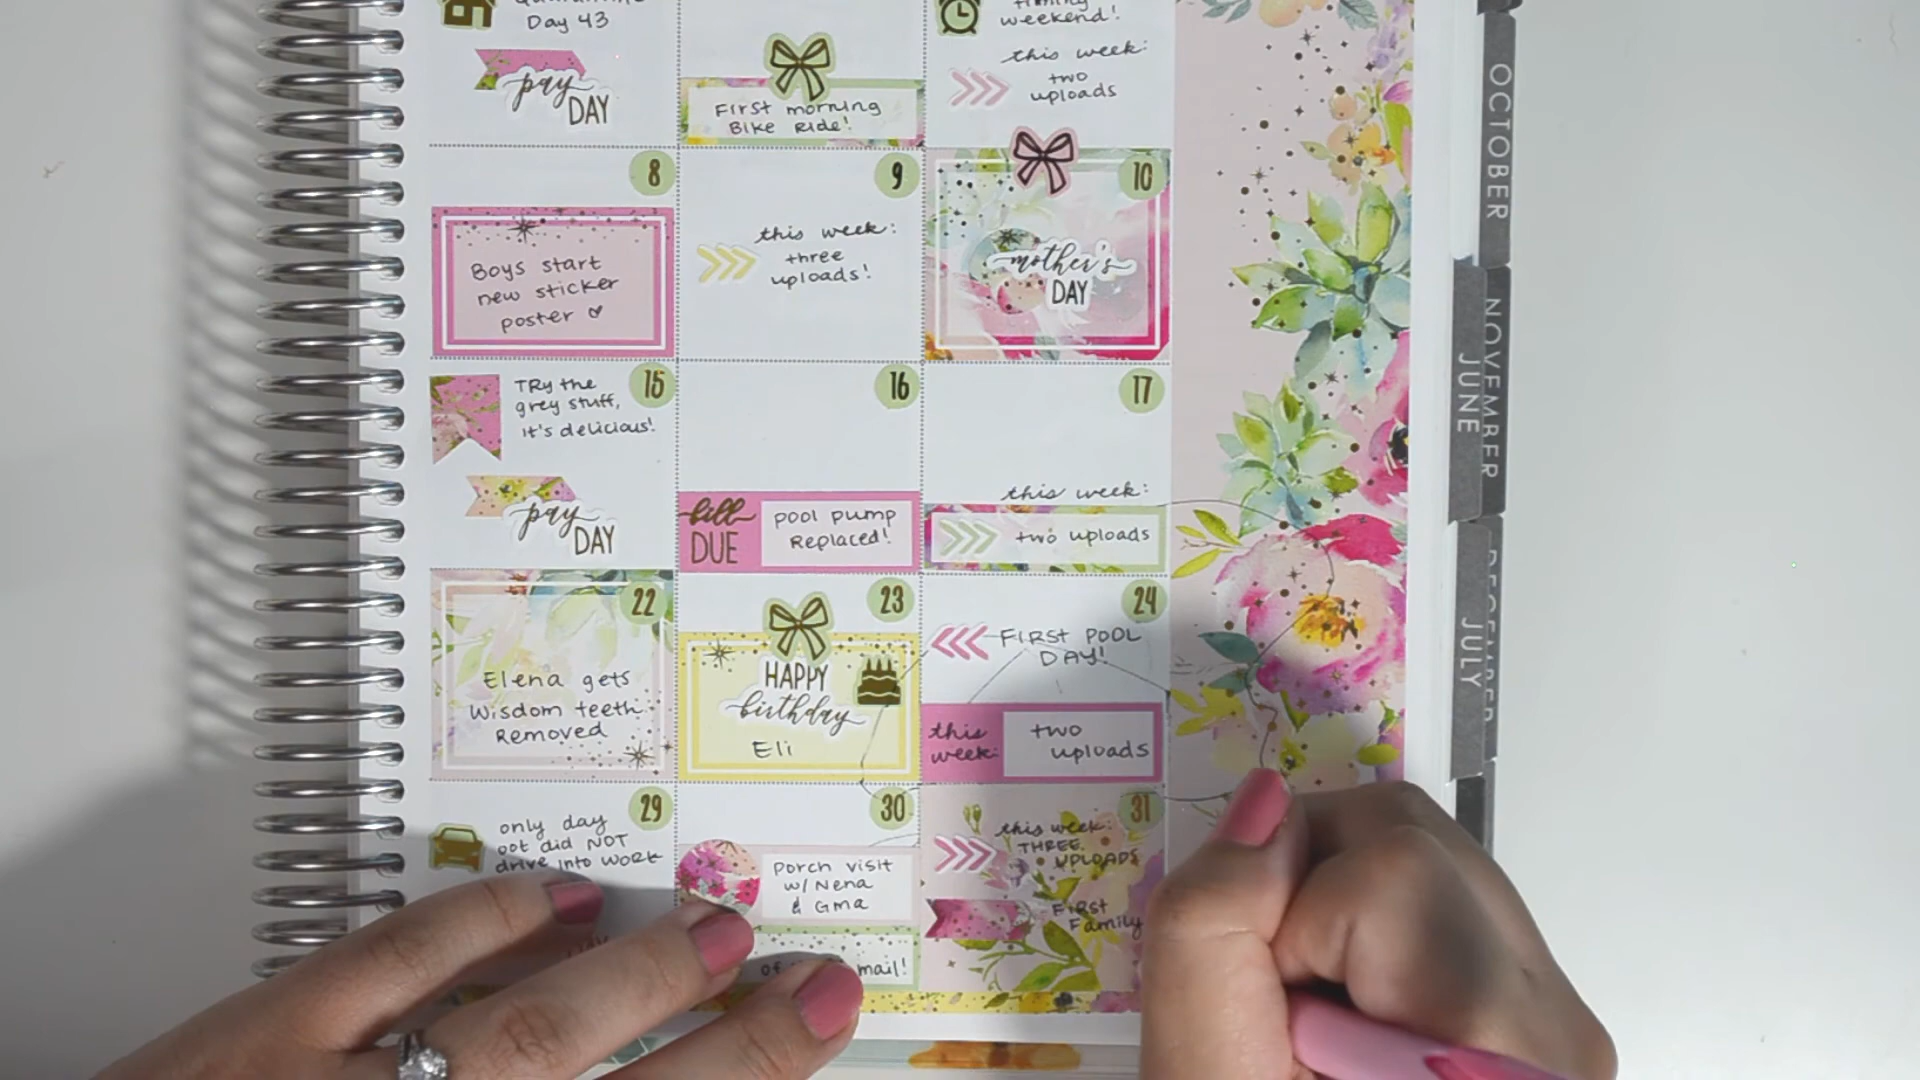 Day 43
pay
DAY
First morning
Bike Ride!
weekend!
this week:
two
uploads
8
Boys start
new sticker
poster
9
this week:
three
uploads!
10
mother's
DAY
15
TRy the
grey stuff,
it's delicious!
pay
DAY
16
bill
DUE
pool pump
Replaced!
17
this week:
two uploads
22
Elena gets
Wisdom teeth
Removed
23
HAPPY
birthday
Eli
24
FIRST POOL
DAY!
this
week:
two
uploads
29
only day
did NOT
drive into work
30
porch visit
w/ Nena
& Gma
of
mail!
31
this week:
THREE
UPLOADS
First
Family
OCTOBER
NOVEMBER
JUNE
DECEMBER
JULY